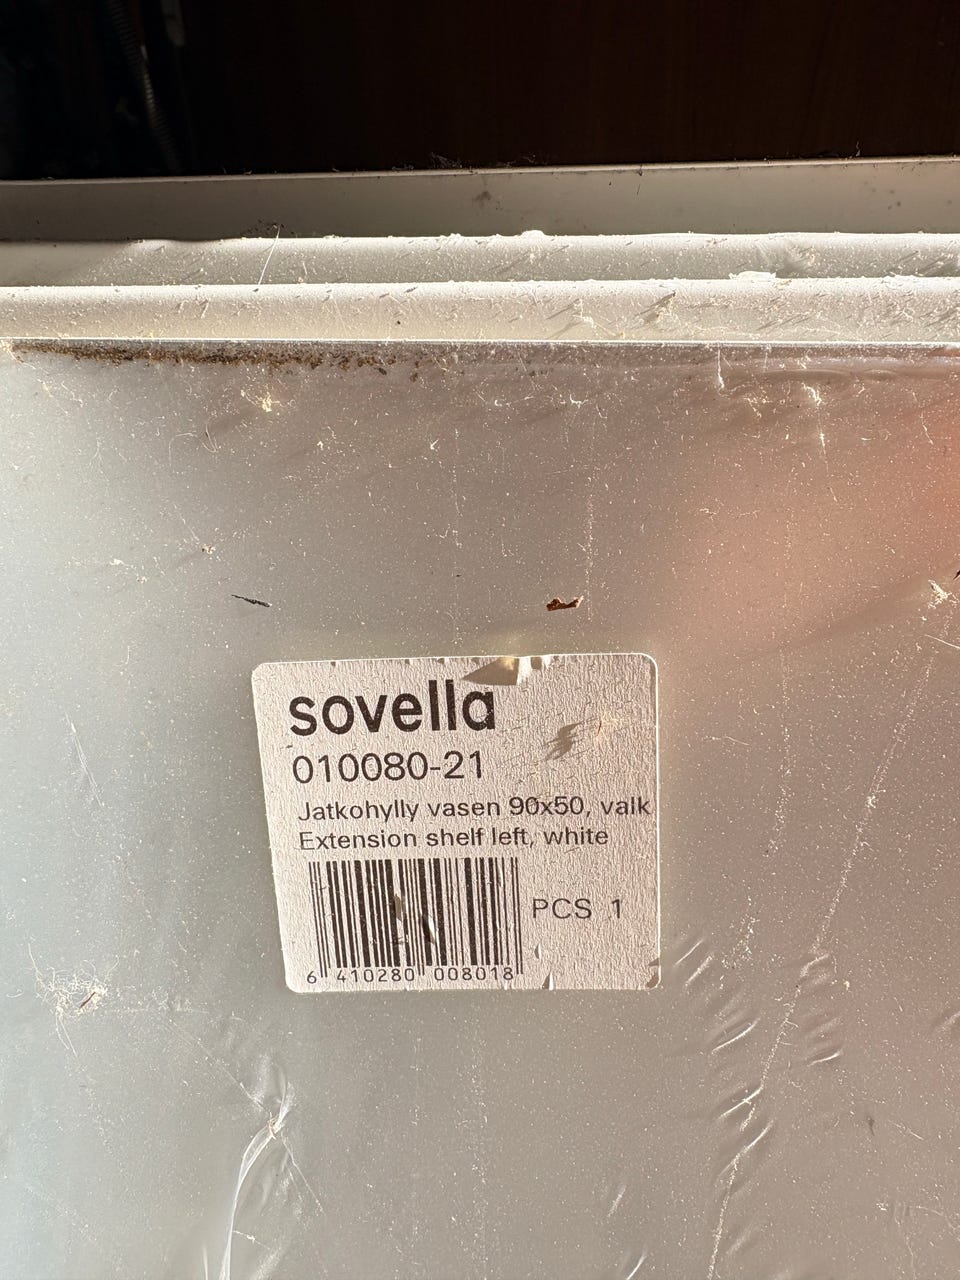 sovella
010080-21
Jatkohylly vasen 90x50, valk
Extension shelf left, white
PCS 1
6 410280 008018